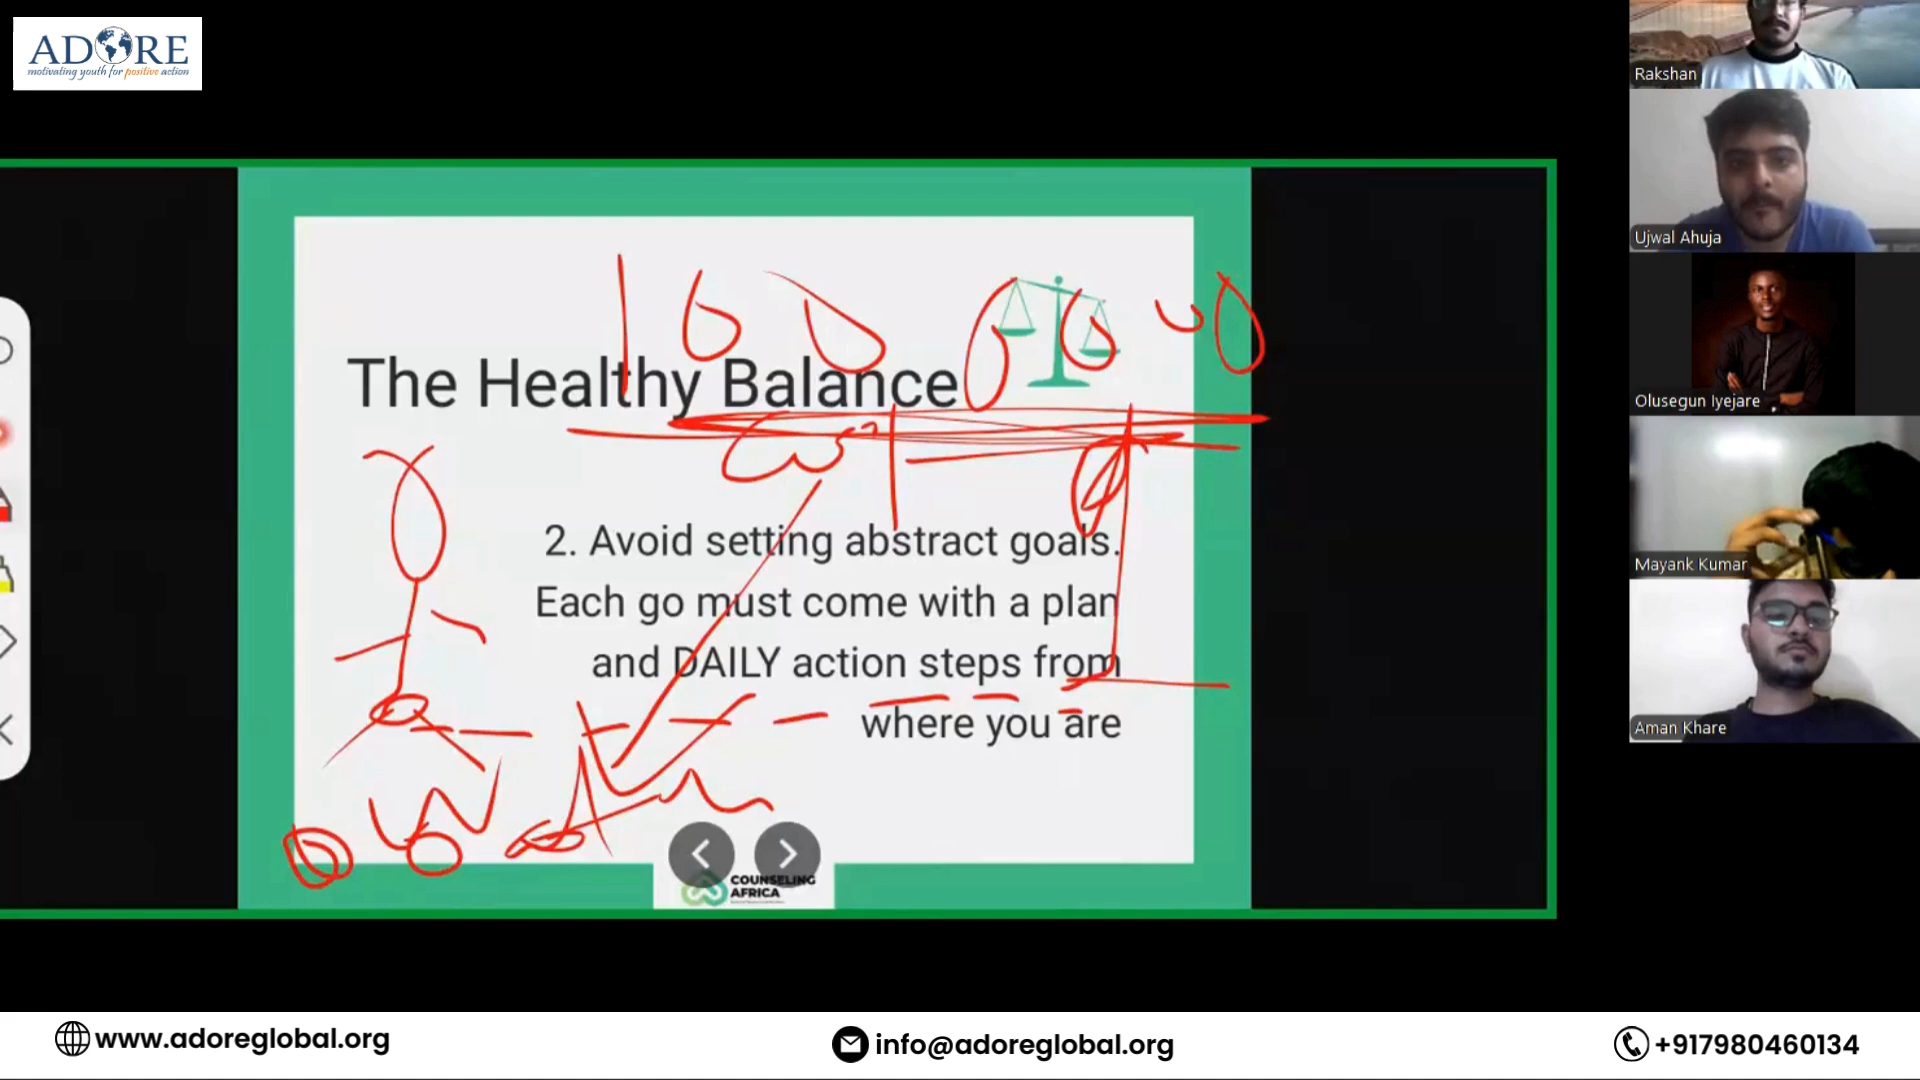 ADORE
motivating youth for positive action
The Healthy Balance
2. Avoid setting abstract goals.
Each go must come with a plan
and DAILY action steps from
where you are
COUNSELING
AFRICA
Rakshan
Ujwal Ahuja
Olusegun Iyejare
Mayank Kumar
Aman Khare
www.adoreglobal.org
info@adoreglobal.org
+917980460134